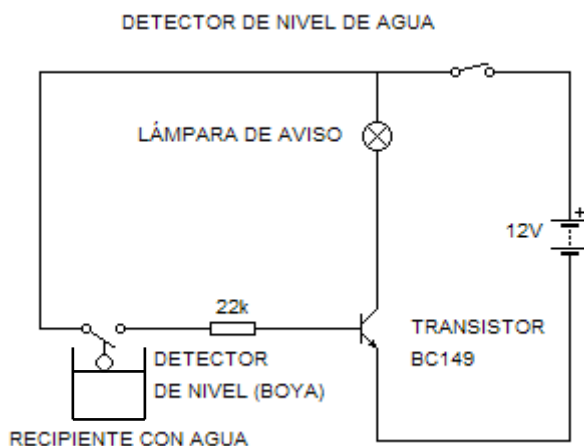 DETECTOR DE NIVEL DE AGUA
LÁMPARA DE AVISO
+
12V
22k
TRANSISTOR
BC149
DETECTOR
DE NIVEL (BOYA)
RECIPIENTE CON AGUA